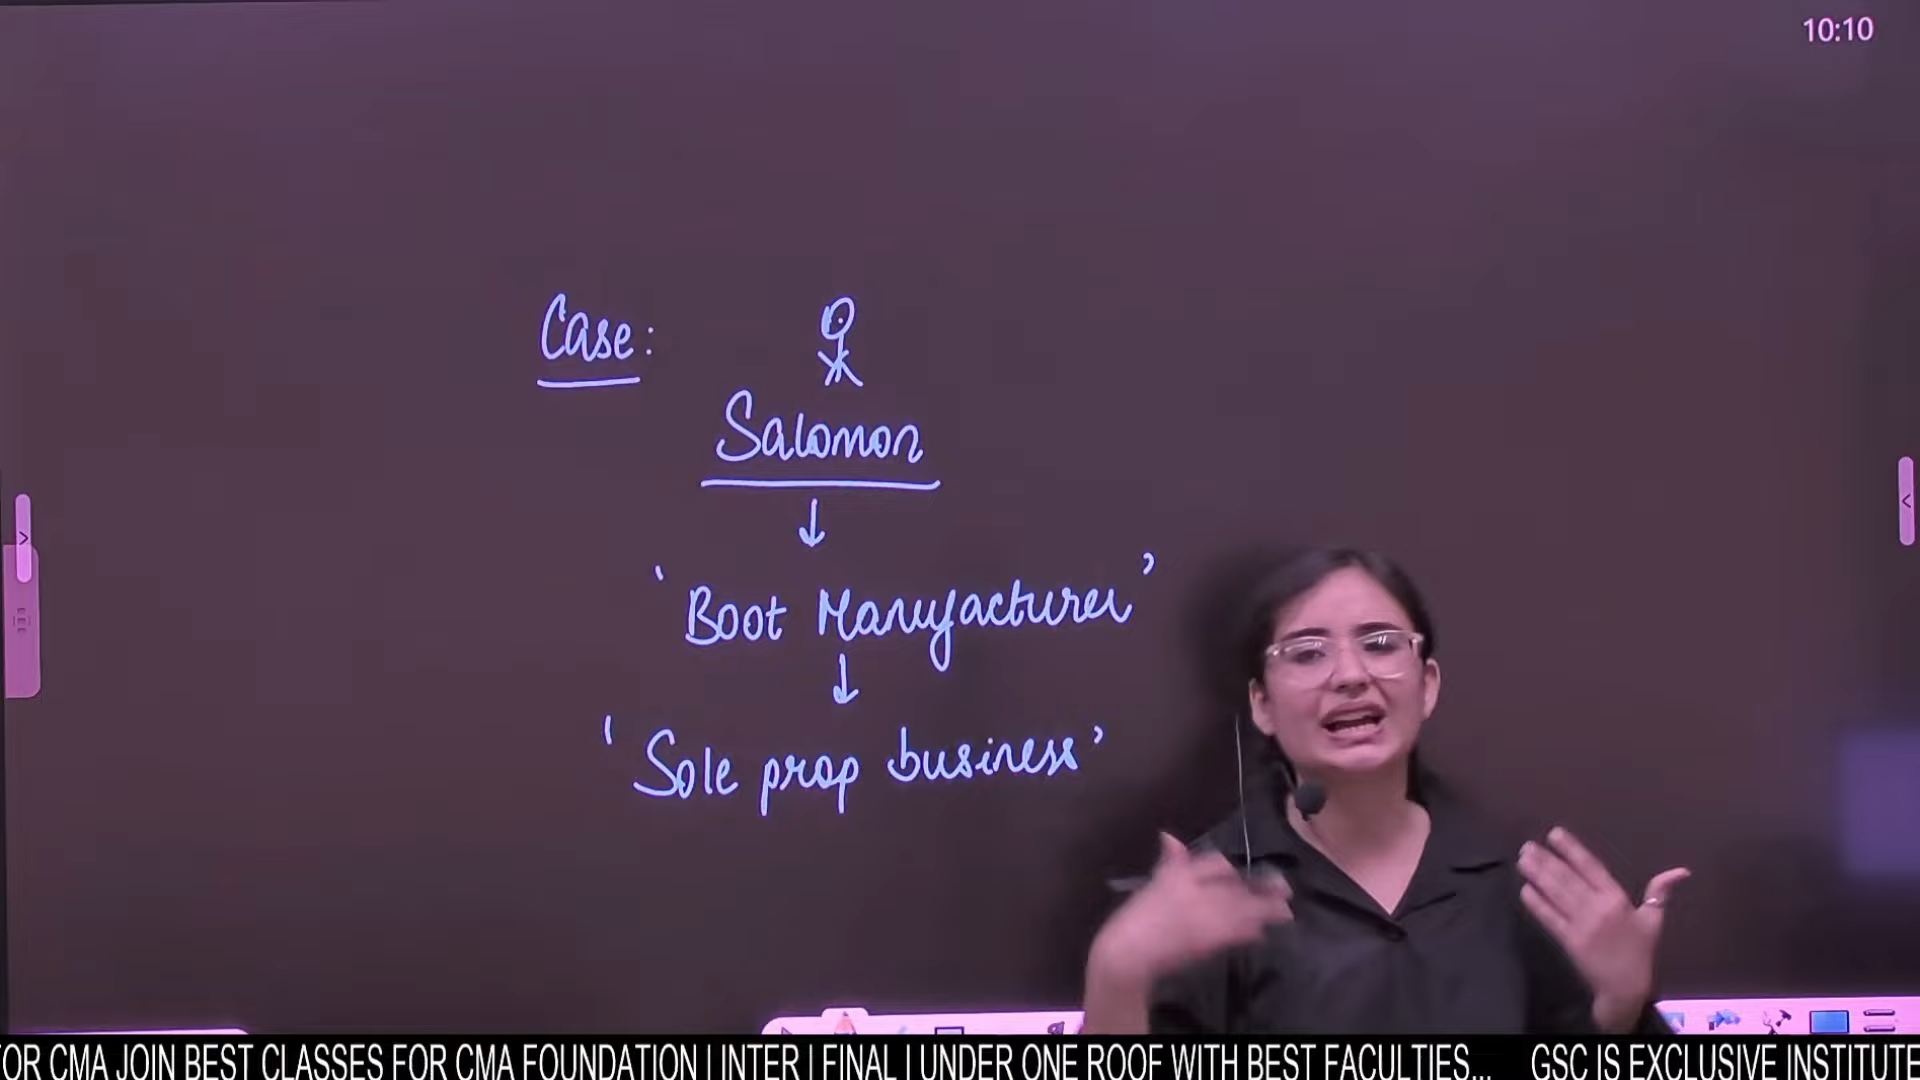 10:10
Case:
Salomon
'Boot Manufacturer'
'Sole prop business'
OR CMA JOIN BEST CLASSES FOR CMA FOUNDATION | INTER | FINAL | UNDER ONE ROOF WITH BEST FACULTIES... GSC IS EXCLUSIVE INSTITUTE